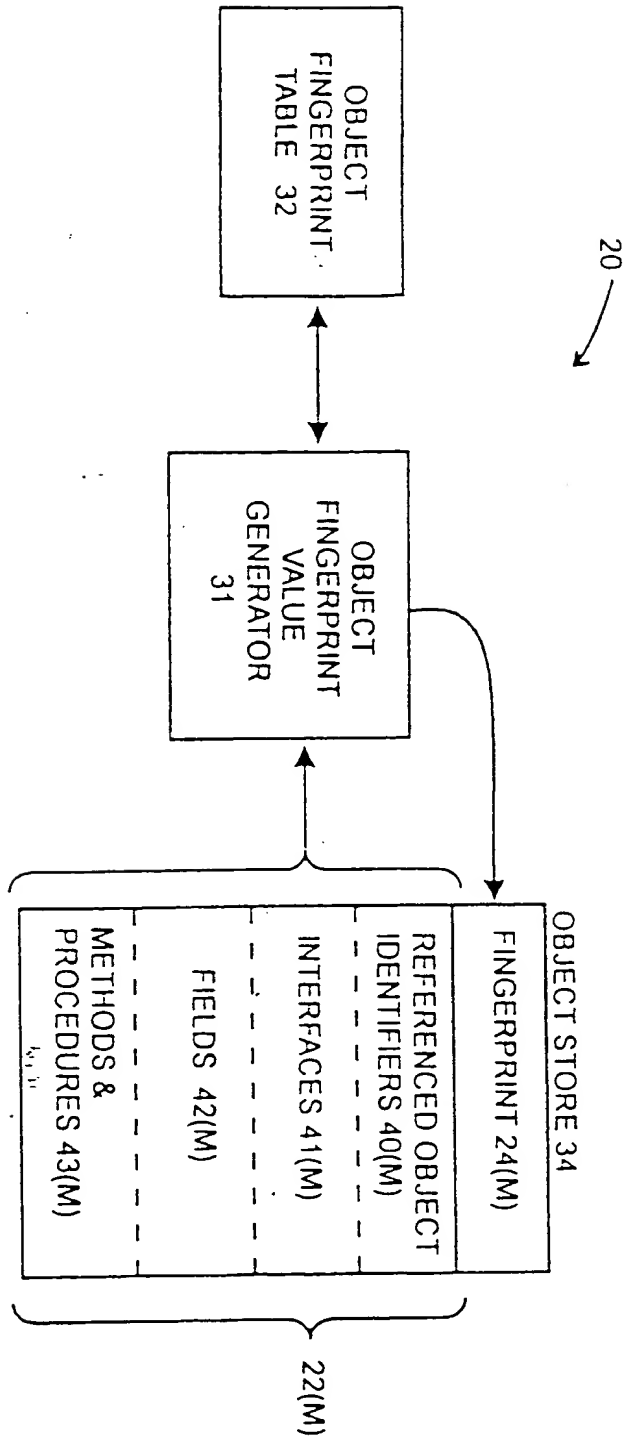 20
OBJECT
FINGERPRINT
TABLE 32
OBJECT
FINGERPRINT
VALUE
GENERATOR
31
OBJECT STORE 34
FINGERPRINT 24(M)
REFERENCED OBJECT
IDENTIFIERS 40(M)
INTERFACES 41(M)
FIELDS 42(M)
METHODS &
PROCEDURES 43(M)
22(M)